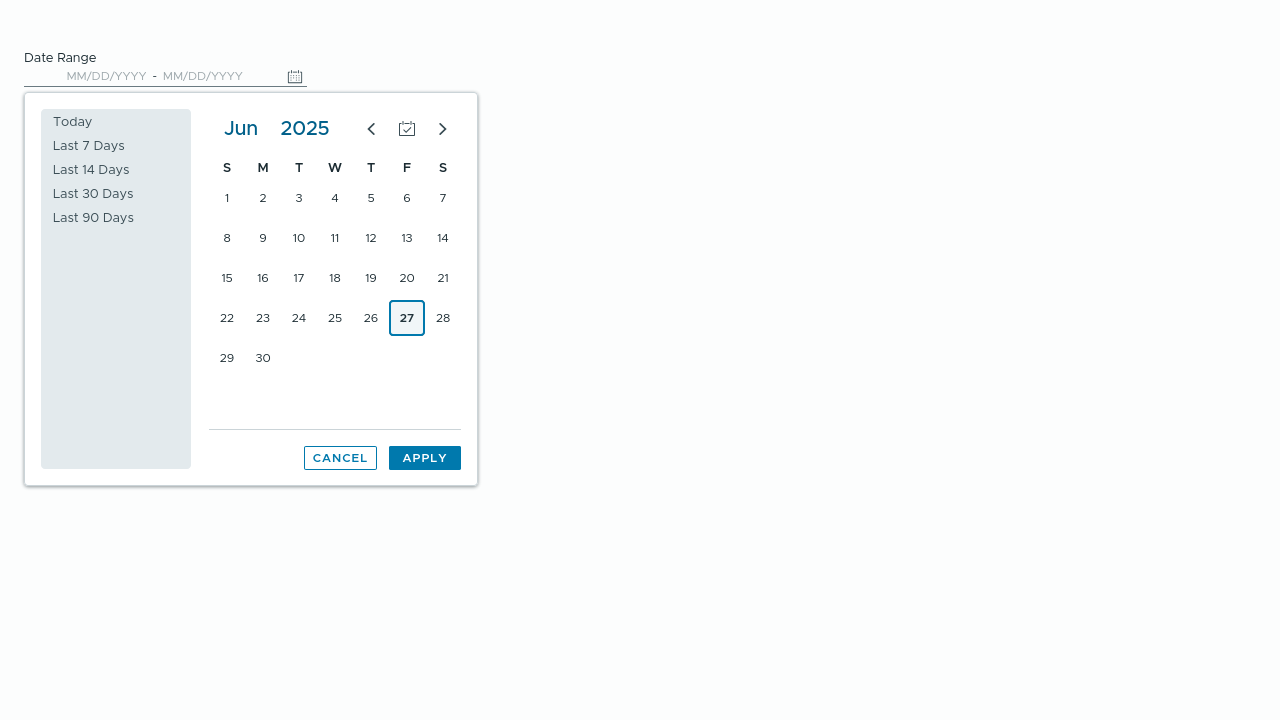 Date Range
MM/DD/YYYY - MM/DD/YYYY
Today
Last 7 Days
Last 14 Days
Last 30 Days
Last 90 Days
Jun 2025
S M T W T F S
1 2 3 4 5 6 7
8 9 10 11 12 13 14
15 16 17 18 19 20 21
22 23 24 25 26 27 28
29 30
CANCEL APPLY